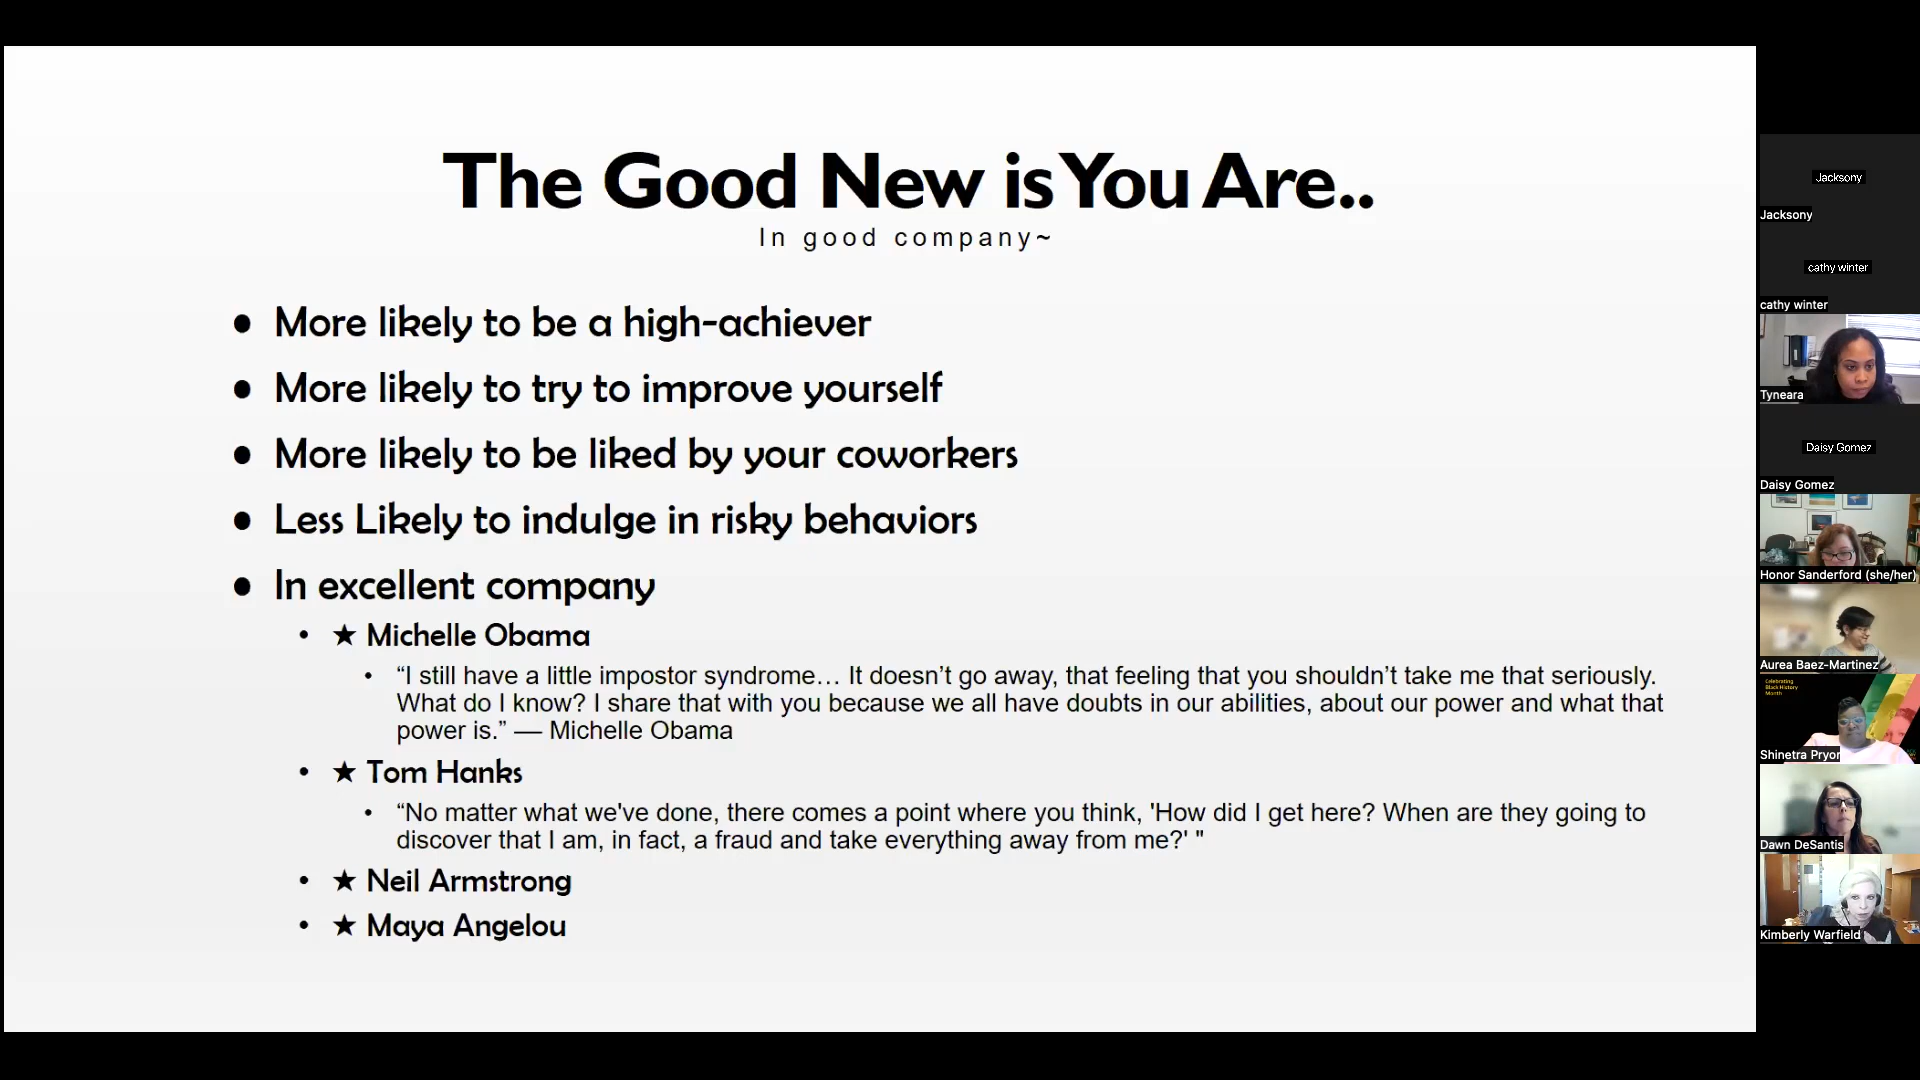 The Good New is You Are..
In good company~
● More likely to be a high-achiever
● More likely to try to improve yourself
● More likely to be liked by your coworkers
● Less Likely to indulge in risky behaviors
● In excellent company
• ★ Michelle Obama
• “I still have a little impostor syndrome… It doesn’t go away, that feeling that you shouldn’t take me that seriously.
What do I know? I share that with you because we all have doubts in our abilities, about our power and what that
power is.” — Michelle Obama
• ★ Tom Hanks
• “No matter what we've done, there comes a point where you think, 'How did I get here? When are they going to
discover that I am, in fact, a fraud and take everything away from me?' "
• ★ Neil Armstrong
• ★ Maya Angelou
Jacksony
Jacksony
cathy winter
cathy winter
Tyneara
Daisy Gomez
Daisy Gomez
Honor Sanderford (she/her)
Aurea Baez-Martinez
Celebrating
Black History
Month
Shinetra Pryor
Dawn DeSantis
Kimberly Warfield